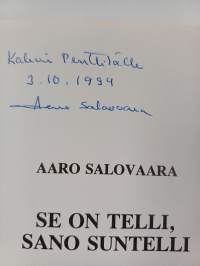 Kalevi Penttilälle
3.10.1994
Aaro Salovaara
AARO SALOVAARA
SE ON TELLI,
SANO SUNTELLI